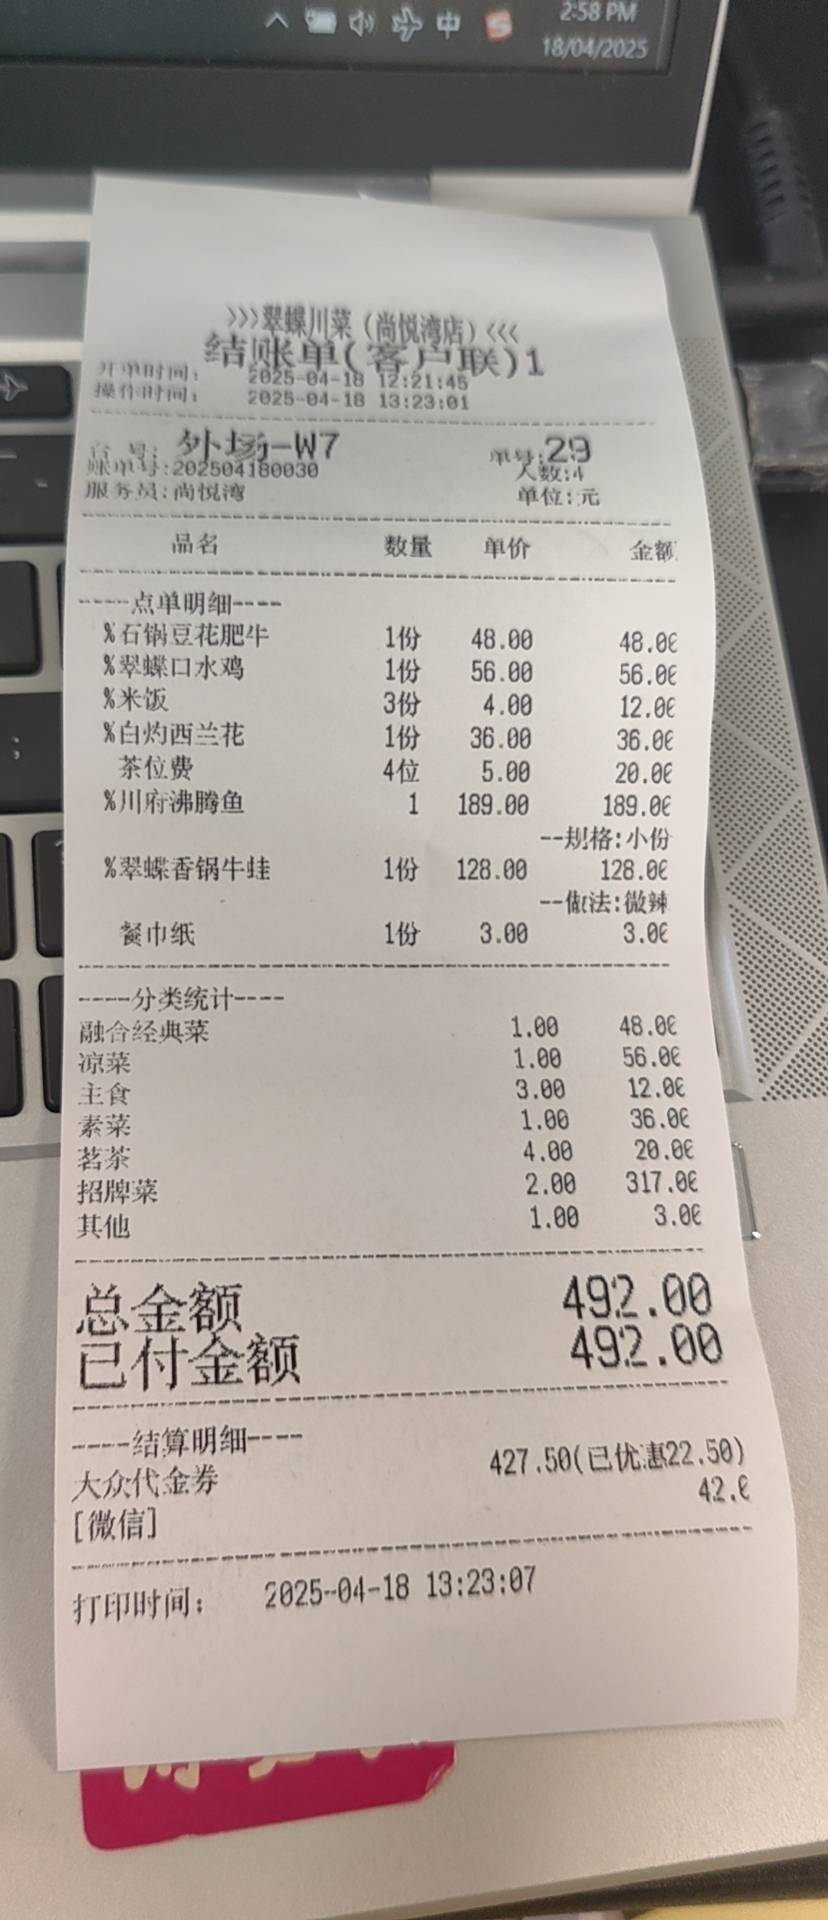 中
2:58 PM
18/04/2025
>>>翠蝶川菜（尚悦湾店）<<<
结账单(客户联)1
开单时间： 2025-04-18 12:21:45
操作时间： 2025-04-18 13:23:01
台 号: 外场-W7 单号:29
账单号:202504180030 人数:4
服务员:尚悦湾 单位:元
品名 数量 单价 金额
----点单明细----
%石锅豆花肥牛 1份 48.00 48.00
%翠蝶口水鸡 1份 56.00 56.00
%米饭 3份 4.00 12.00
%白灼西兰花 1份 36.00 36.00
茶位费 4位 5.00 20.00
%川府沸腾鱼 1 189.00 189.00
--规格:小份
%翠蝶香锅牛蛙 1份 128.00 128.00
--做法:微辣
餐巾纸 1份 3.00 3.00
----分类统计----
融合经典菜 1.00 48.00
凉菜 1.00 56.00
主食 3.00 12.00
素菜 1.00 36.00
茗茶 4.00 20.00
招牌菜 2.00 317.00
其他 1.00 3.00
总金额 492.00
已付金额 492.00
----结算明细----
大众代金券 427.50(已优惠22.50)
[微信] 42.0
打印时间： 2025-04-18 13:23:07